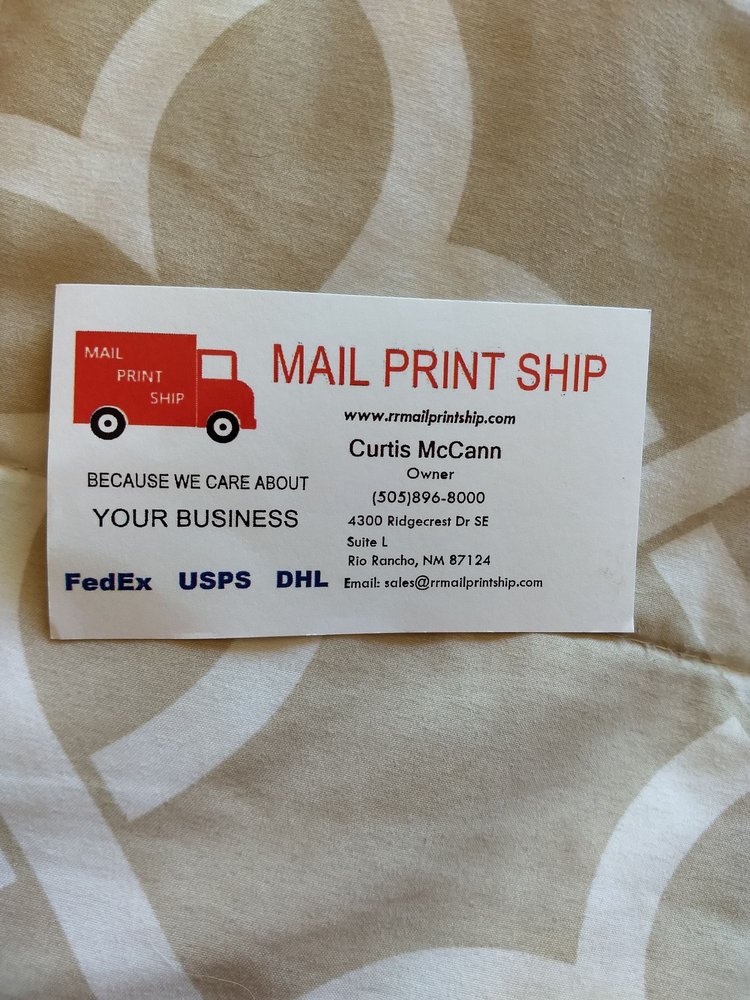 MAIL
PRINT
SHIP
MAIL PRINT SHIP
www.rrmailprintship.com
Curtis McCann
Owner
(505)896-8000
4300 Ridgecrest Dr SE
Suite L
Rio Rancho, NM 87124
Email: sales@rrmailprintship.com
BECAUSE WE CARE ABOUT
YOUR BUSINESS
FedEx USPS DHL